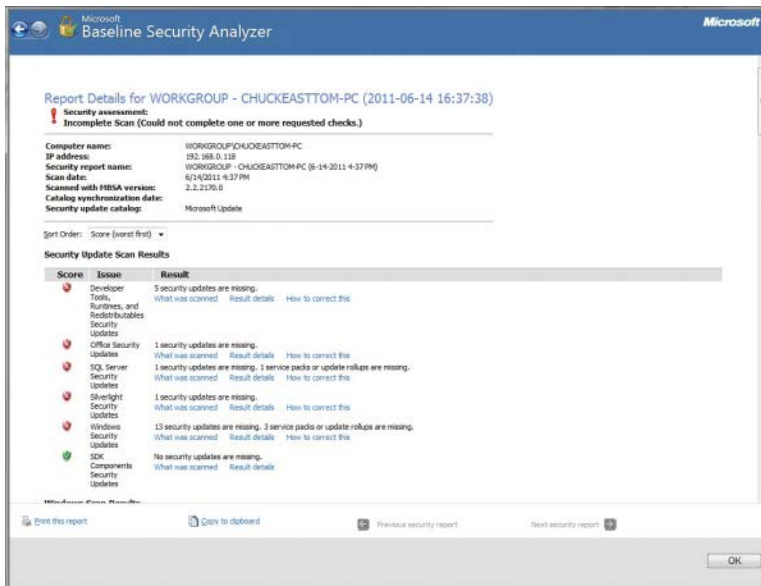 Microsoft
Baseline Security Analyzer
Microsoft
Report Details for WORKGROUP - CHUCKEASTTOM-PC (2011-06-14 16:37:38)
Security assessment:
Incomplete Scan (Could not complete one or more requested checks.)
Computer name: WORKGROUP\CHUCKEASTTOM-PC
IP address: 192.168.0.118
Security report name: WORKGROUP - CHUCKEASTTOM-PC (6-14-2011 4-37 PM)
Scan date: 6/14/2011 4:37 PM
Scanned with MBSA version: 2.2.2170.0
Catalog synchronization date:
Security update catalog: Microsoft Update
Sort Order: Score (worst first)
Security Update Scan Results
Score Issue Result
Developer 5 security updates are missing.
Tools, What was scanned Result details How to correct this
Runtimes, and
Redistributables
Security
Updates
Office Security 1 security updates are missing.
Updates What was scanned Result details How to correct this
SQL Server 1 security updates are missing. 1 service packs or update rollups are missing.
Security What was scanned Result details How to correct this
Updates
Silverlight 1 security updates are missing.
Security What was scanned Result details How to correct this
Updates
Windows 13 security updates are missing. 3 service packs or update rollups are missing.
Security What was scanned Result details How to correct this
Updates
SDK No security updates are missing.
Components What was scanned Result details
Security
Updates
Windows Scan Results
Print this report Copy to clipboard Previous security report Next security report
OK